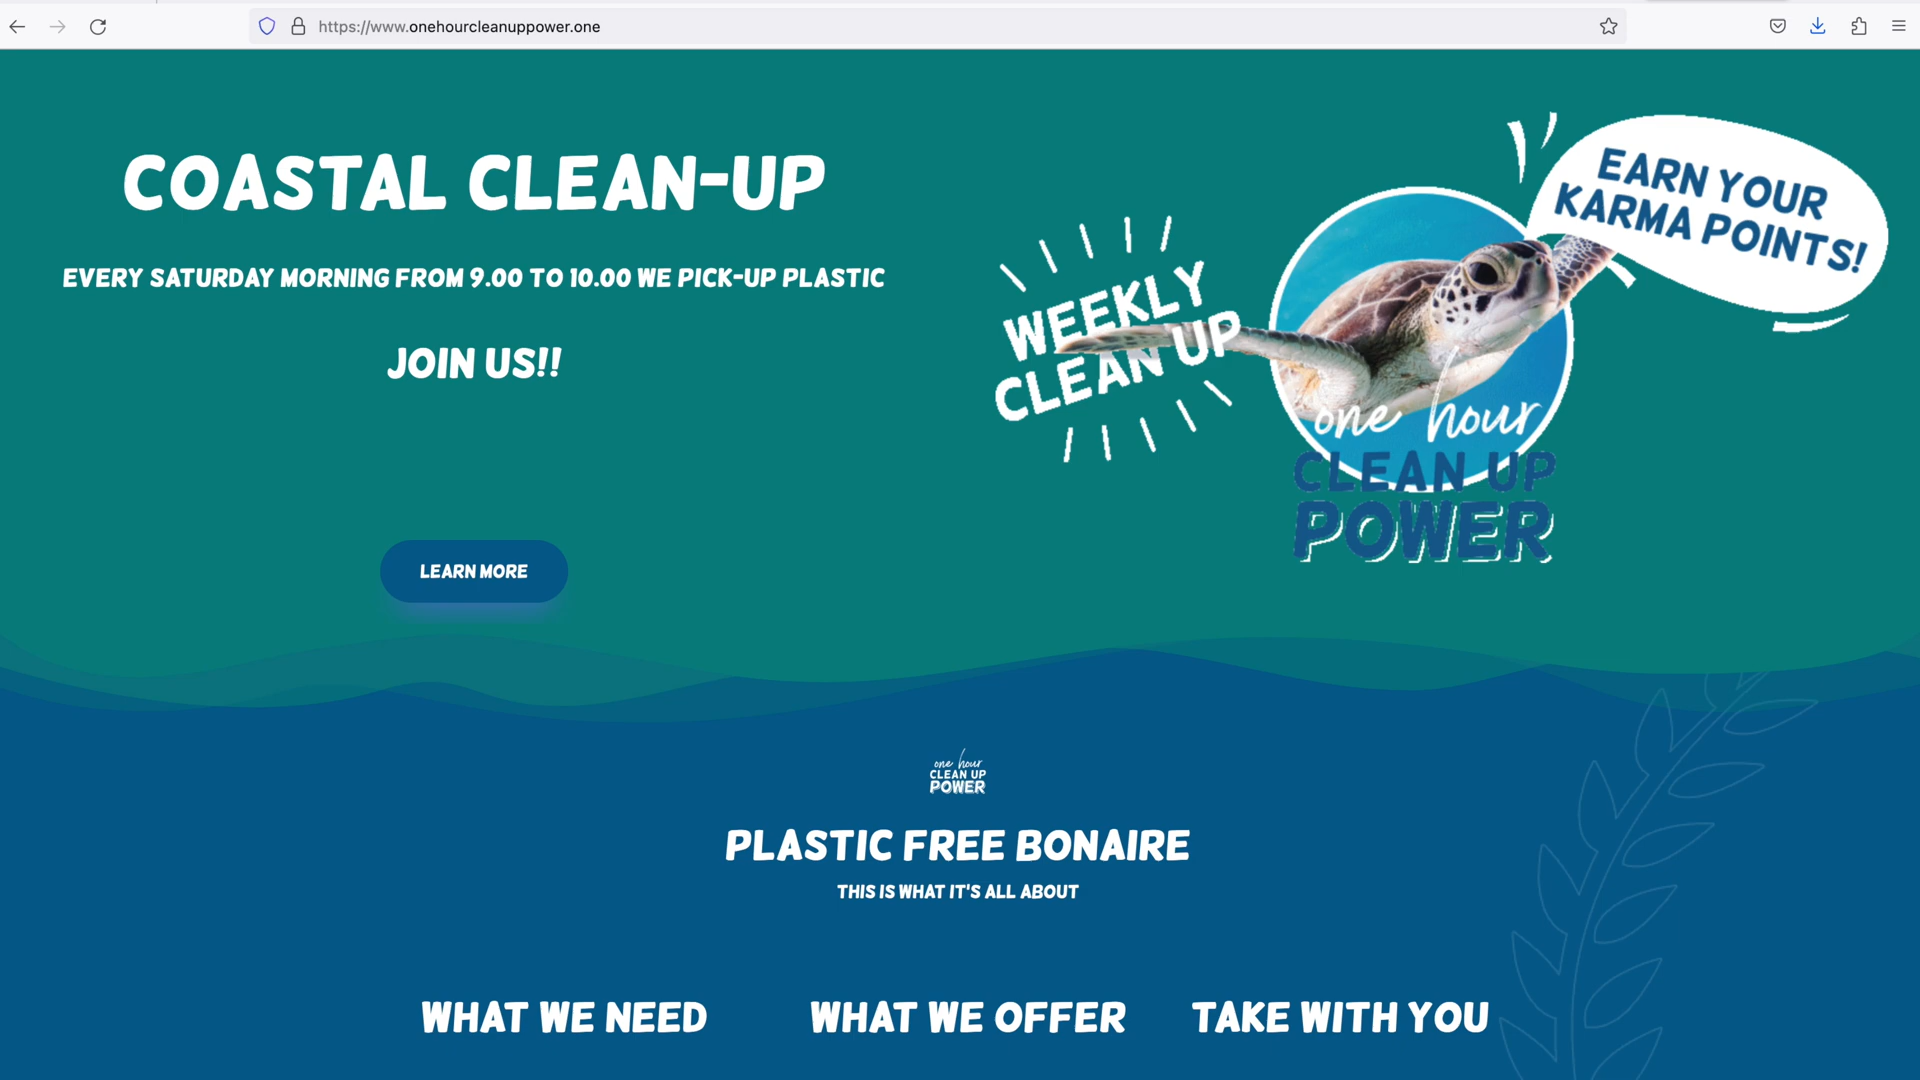 https://www.onehourcleanuppower.one
COASTAL CLEAN-UP
EVERY SATURDAY MORNING FROM 9.00 TO 10.00 WE PICK-UP PLASTIC
JOIN US!!
LEARN MORE
WEEKLY
CLEAN UP
EARN YOUR
KARMA POINTS!
one hour
CLEAN UP
POWER
one hour
CLEAN UP
POWER
PLASTIC FREE BONAIRE
THIS IS WHAT IT'S ALL ABOUT
WHAT WE NEED
WHAT WE OFFER
TAKE WITH YOU